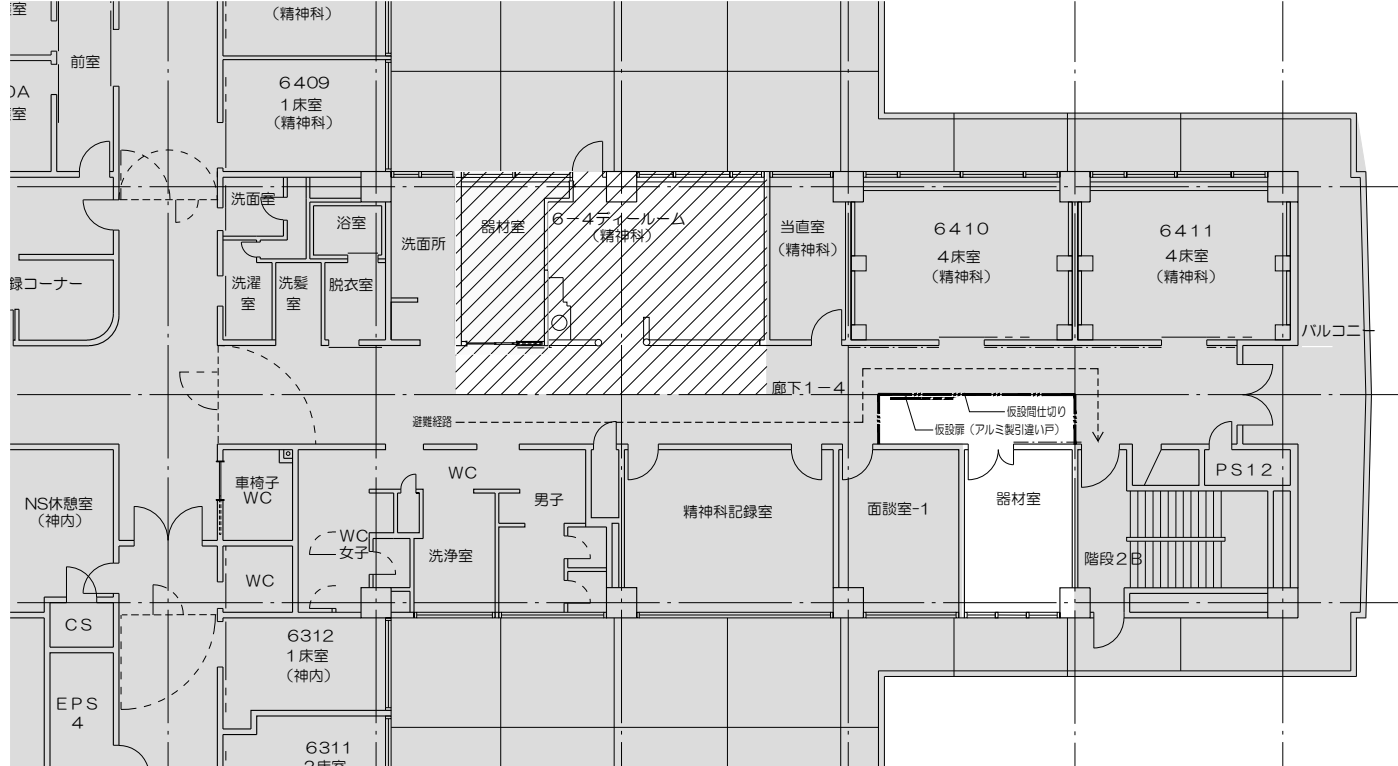 室
(精神科)
前室
6409
1床室
(精神科)
室
洗面室
浴室
洗面所
器材室
6-4ディールーム
(精神科)
当直室
(精神科)
6410
4床室
(精神科)
6411
4床室
(精神科)
録コーナー
洗濯
室
洗髪
室
脱衣室
バルコニー
廊下1-4
避難経路
仮設間仕切り
仮設扉(アルミ製引違い戸)
NS休憩室
(神内)
車椅子
WC
WC
WC
女子
WC
男子
洗浄室
精神科記録室
面談室-1
器材室
PS12
階段2B
CS
6312
1床室
(神内)
EPS
4
6311